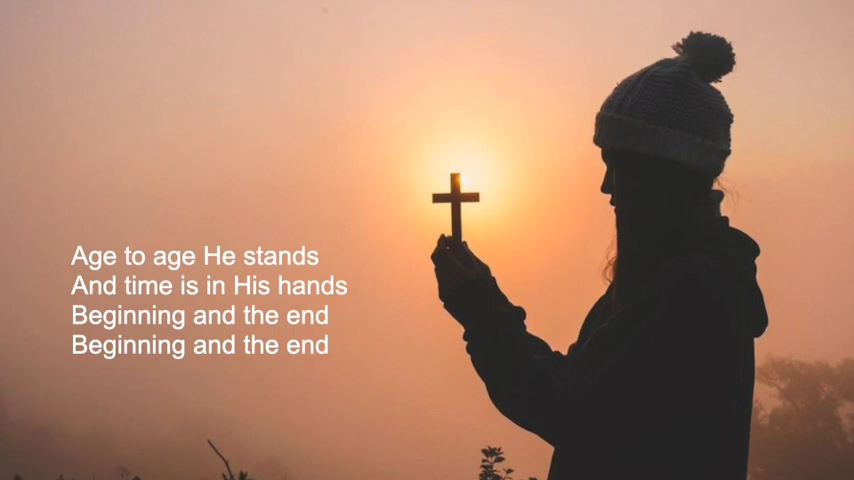 Age to age He stands
And time is in His hands
Beginning and the end
Beginning and the end